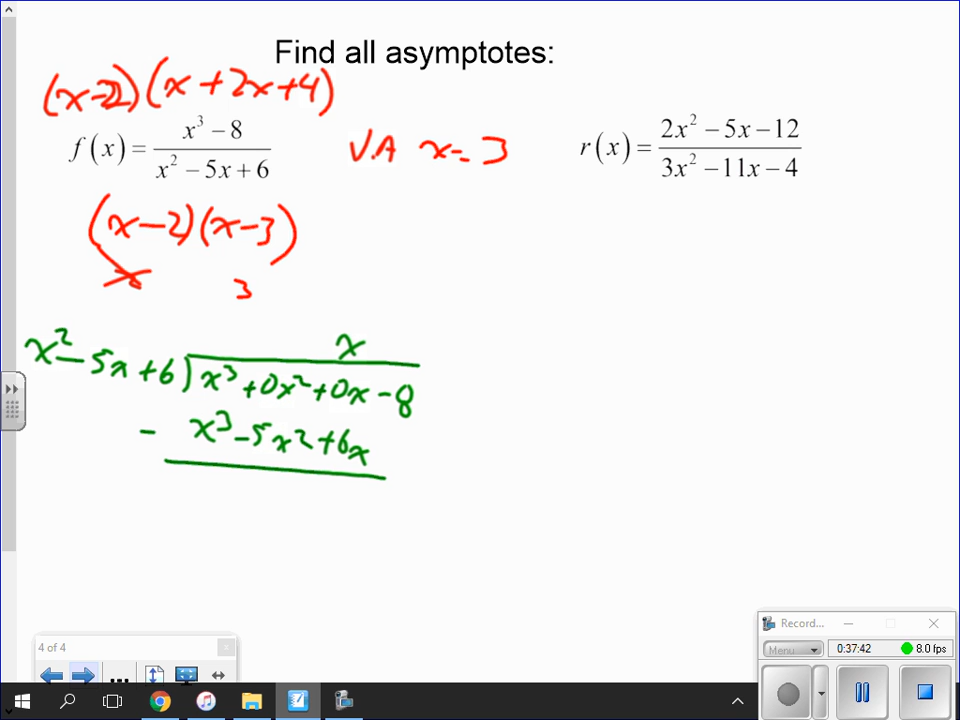 Find all asymptotes:
(x-2)(x+2x+4)
f(x) = (x³ - 8)/(x² - 5x + 6)
V.A x = 3
r(x) = (2x² - 5x - 12)/(3x² - 11x - 4)
(x-2)(x-3)
3
x
x² - 5x + 6 ) x³ + 0x² + 0x - 8
- x³ - 5x² + 6x
4 of 4
Record...
Menu
0:37:42
8.0 fps